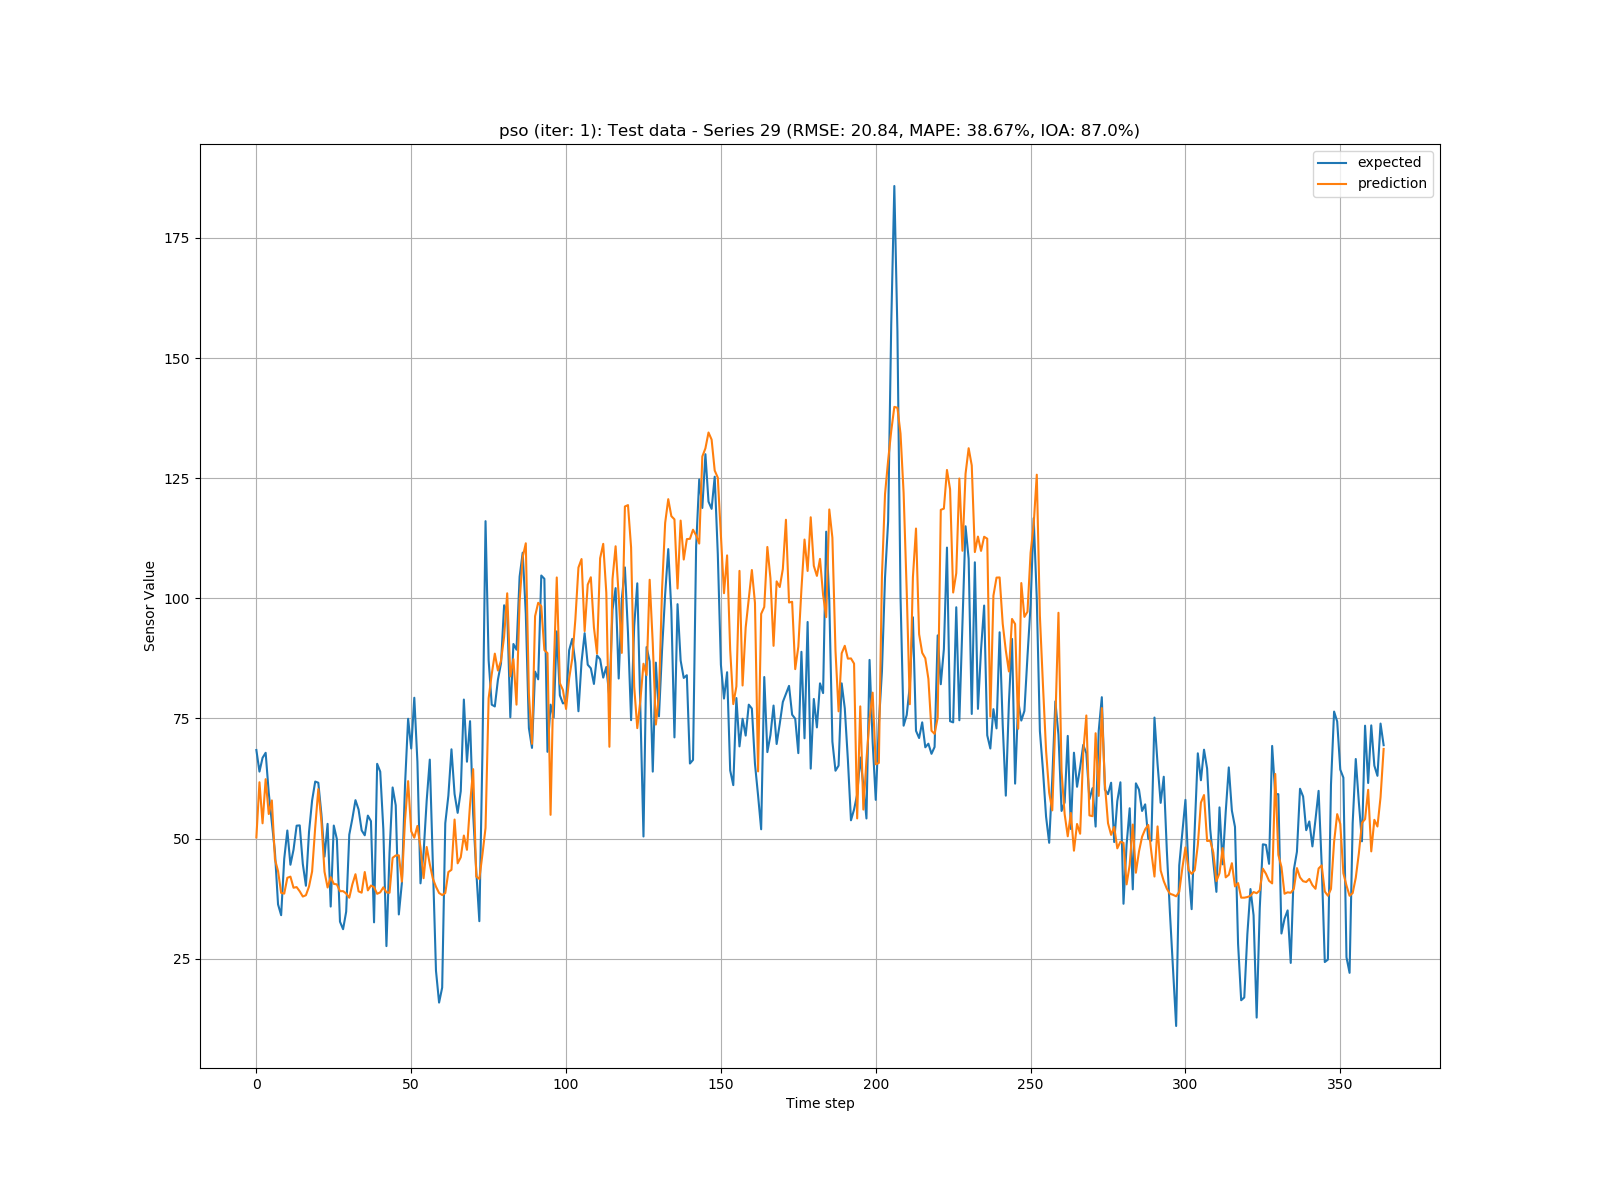 pso (iter: 1): Test data - Series 29 (RMSE: 20.84, MAPE: 38.67%, IOA: 87.0%)
expected
prediction
175
150
125
100
75
50
25
Sensor Value
0 50 100 150 200 250 300 350
Time step